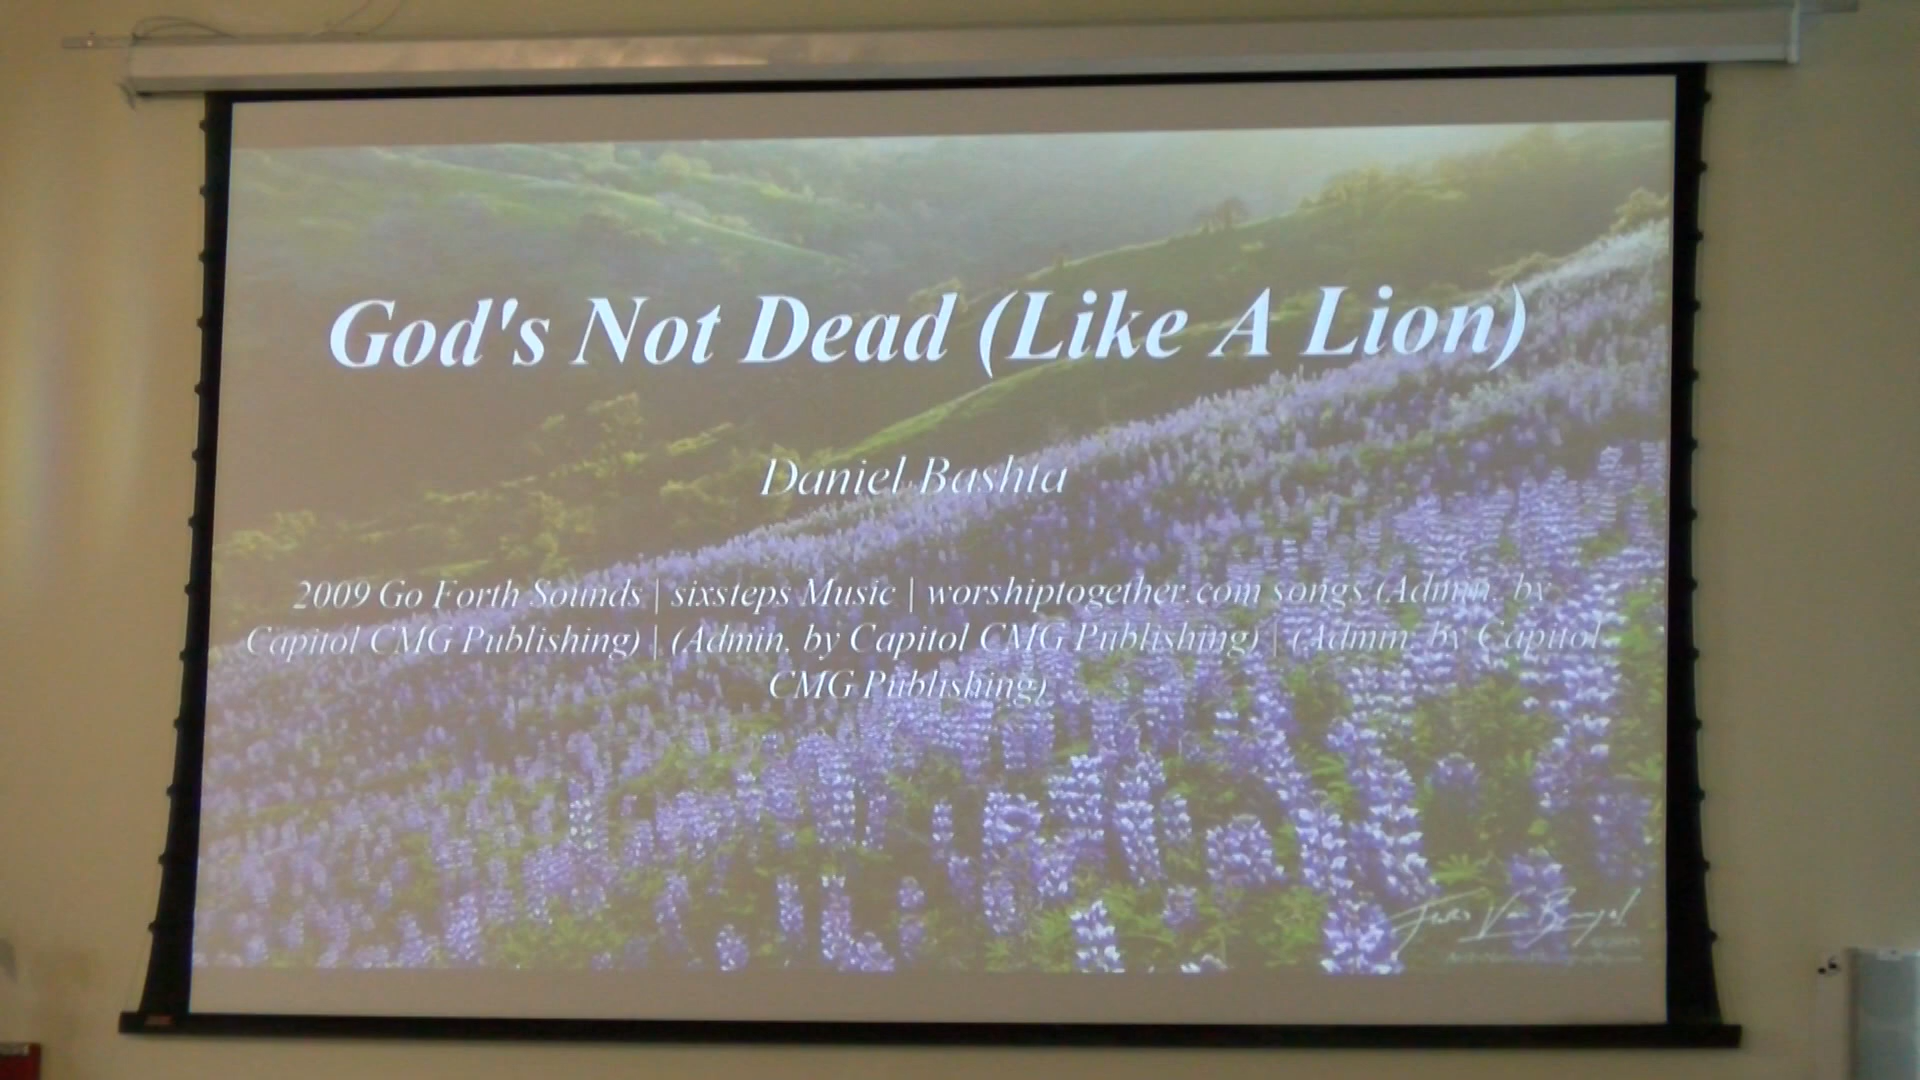 God's Not Dead (Like A Lion)
Daniel Bashta
2009 Go Forth Sounds | sixsteps Music | worshiptogether.com songs (Admin. by
Capitol CMG Publishing) | (Admin. by Capitol CMG Publishing) | (Admin. by Capitol
CMG Publishing)